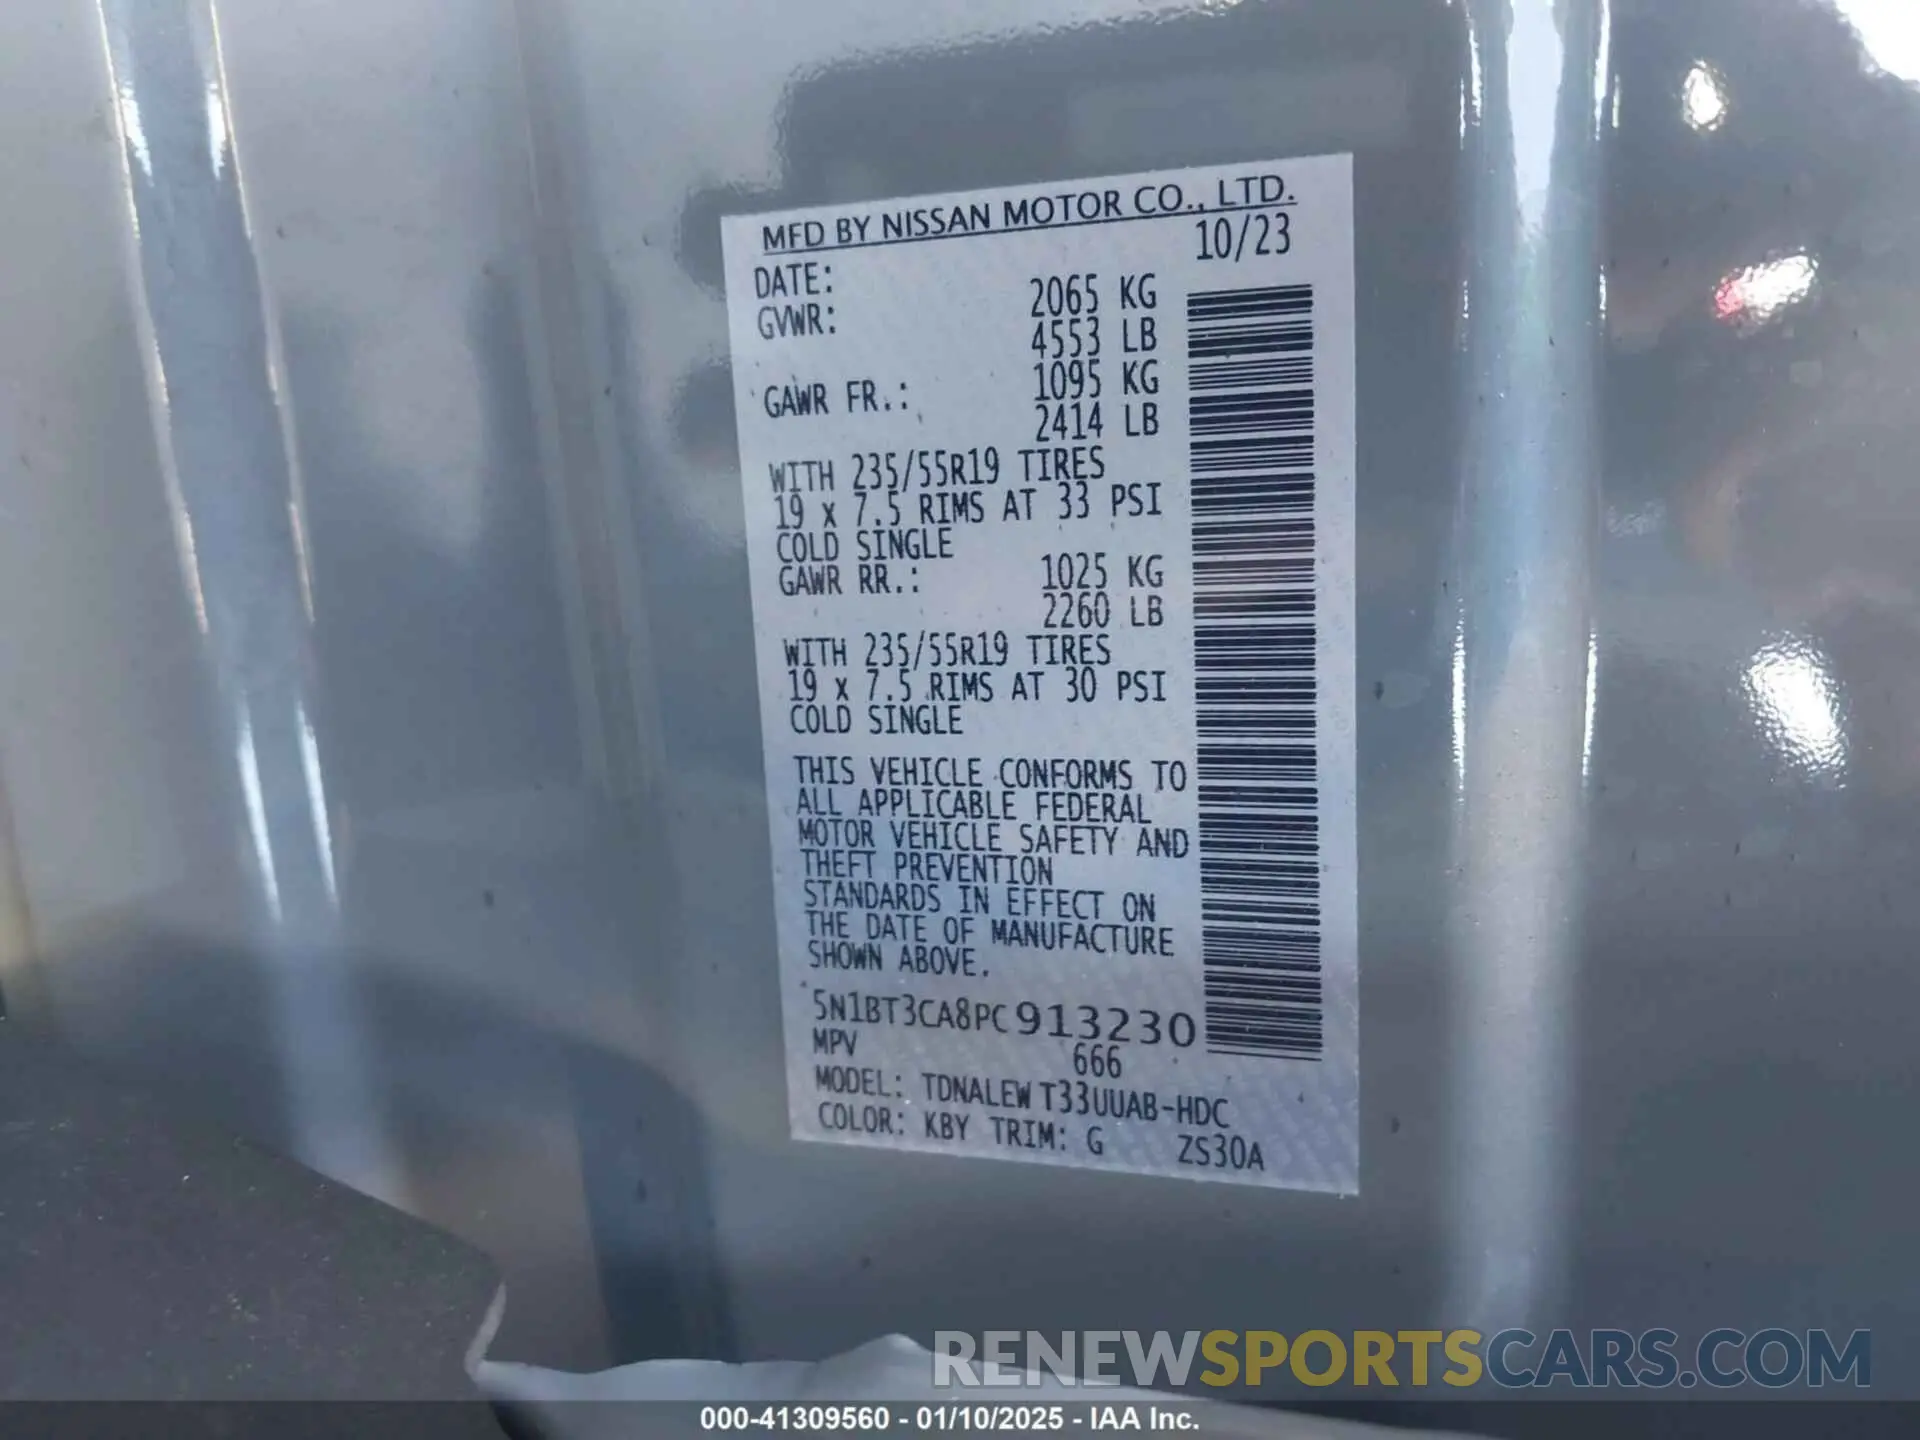 MFD BY NISSAN MOTOR CO., LTD.
DATE: 10/23
GVWR: 2065 KG
4553 LB
GAWR FR.: 1095 KG
2414 LB
WITH 235/55R19 TIRES
19 x 7.5 RIMS AT 33 PSI
COLD SINGLE
GAWR RR.: 1025 KG
2260 LB
WITH 235/55R19 TIRES
19 x 7.5 RIMS AT 30 PSI
COLD SINGLE
THIS VEHICLE CONFORMS TO
ALL APPLICABLE FEDERAL
MOTOR VEHICLE SAFETY AND
THEFT PREVENTION
STANDARDS IN EFFECT ON
THE DATE OF MANUFACTURE
SHOWN ABOVE.
5N1BT3CA8PC913230
MPV 666
MODEL: TDNALEW T33UUAB-HDC
COLOR: KBY TRIM: G ZS30A
RENEWSPORTSCARS.COM
000-41309560 - 01/10/2025 - IAA Inc.